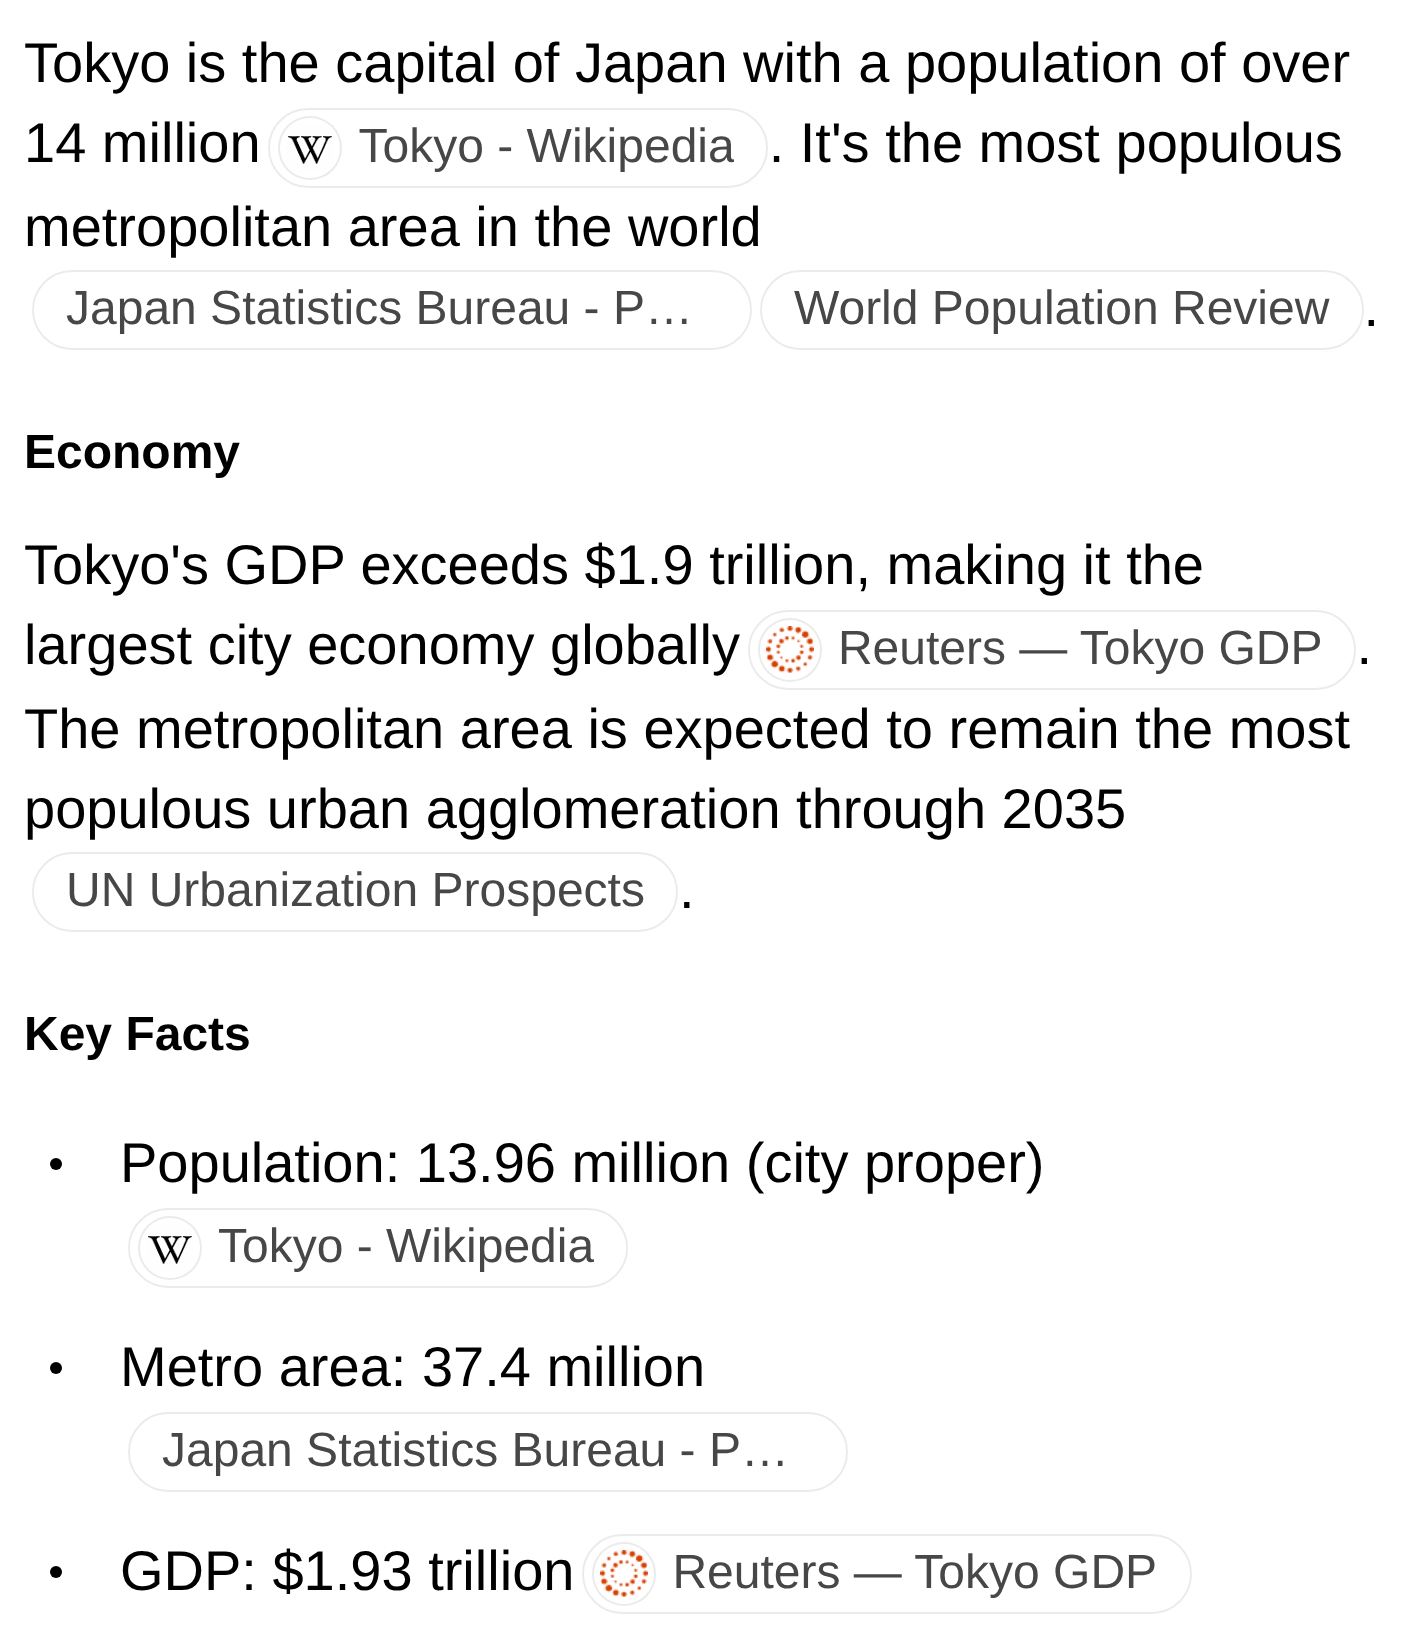 Tokyo is the capital of Japan with a population of over
14 million W Tokyo - Wikipedia . It's the most populous
metropolitan area in the world
Japan Statistics Bureau - P… World Population Review .
Economy
Tokyo's GDP exceeds $1.9 trillion, making it the
largest city economy globally Reuters — Tokyo GDP .
The metropolitan area is expected to remain the most
populous urban agglomeration through 2035
UN Urbanization Prospects .
Key Facts
• Population: 13.96 million (city proper)
W Tokyo - Wikipedia
• Metro area: 37.4 million
Japan Statistics Bureau - P…
• GDP: $1.93 trillion Reuters — Tokyo GDP